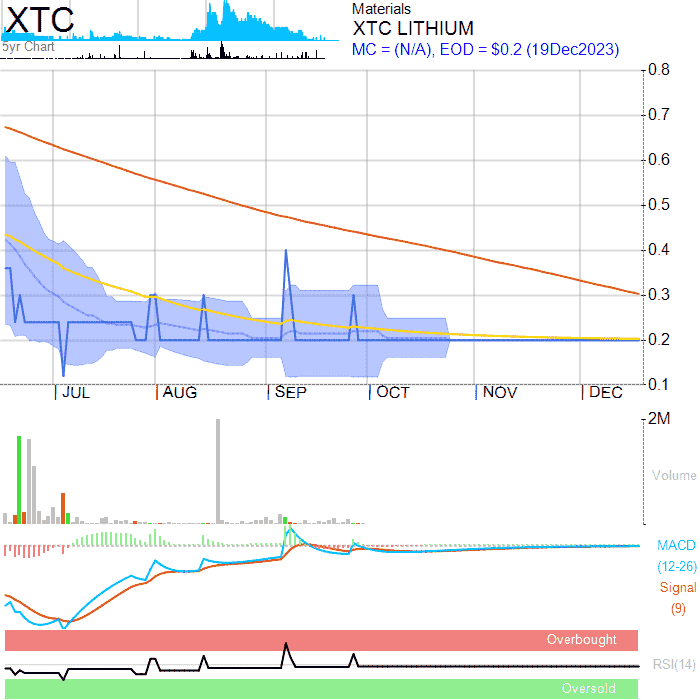 XTC
5yr Chart
Materials
XTC LITHIUM
MC = (N/A), EOD = $0.2 (19Dec2023)
0.8
0.7
0.6
0.5
0.4
0.3
0.2
0.1
JUL AUG SEP OCT NOV DEC
2M
Volume
MACD
(12-26)
Signal
(9)
Overbought
RSI(14)
Oversold